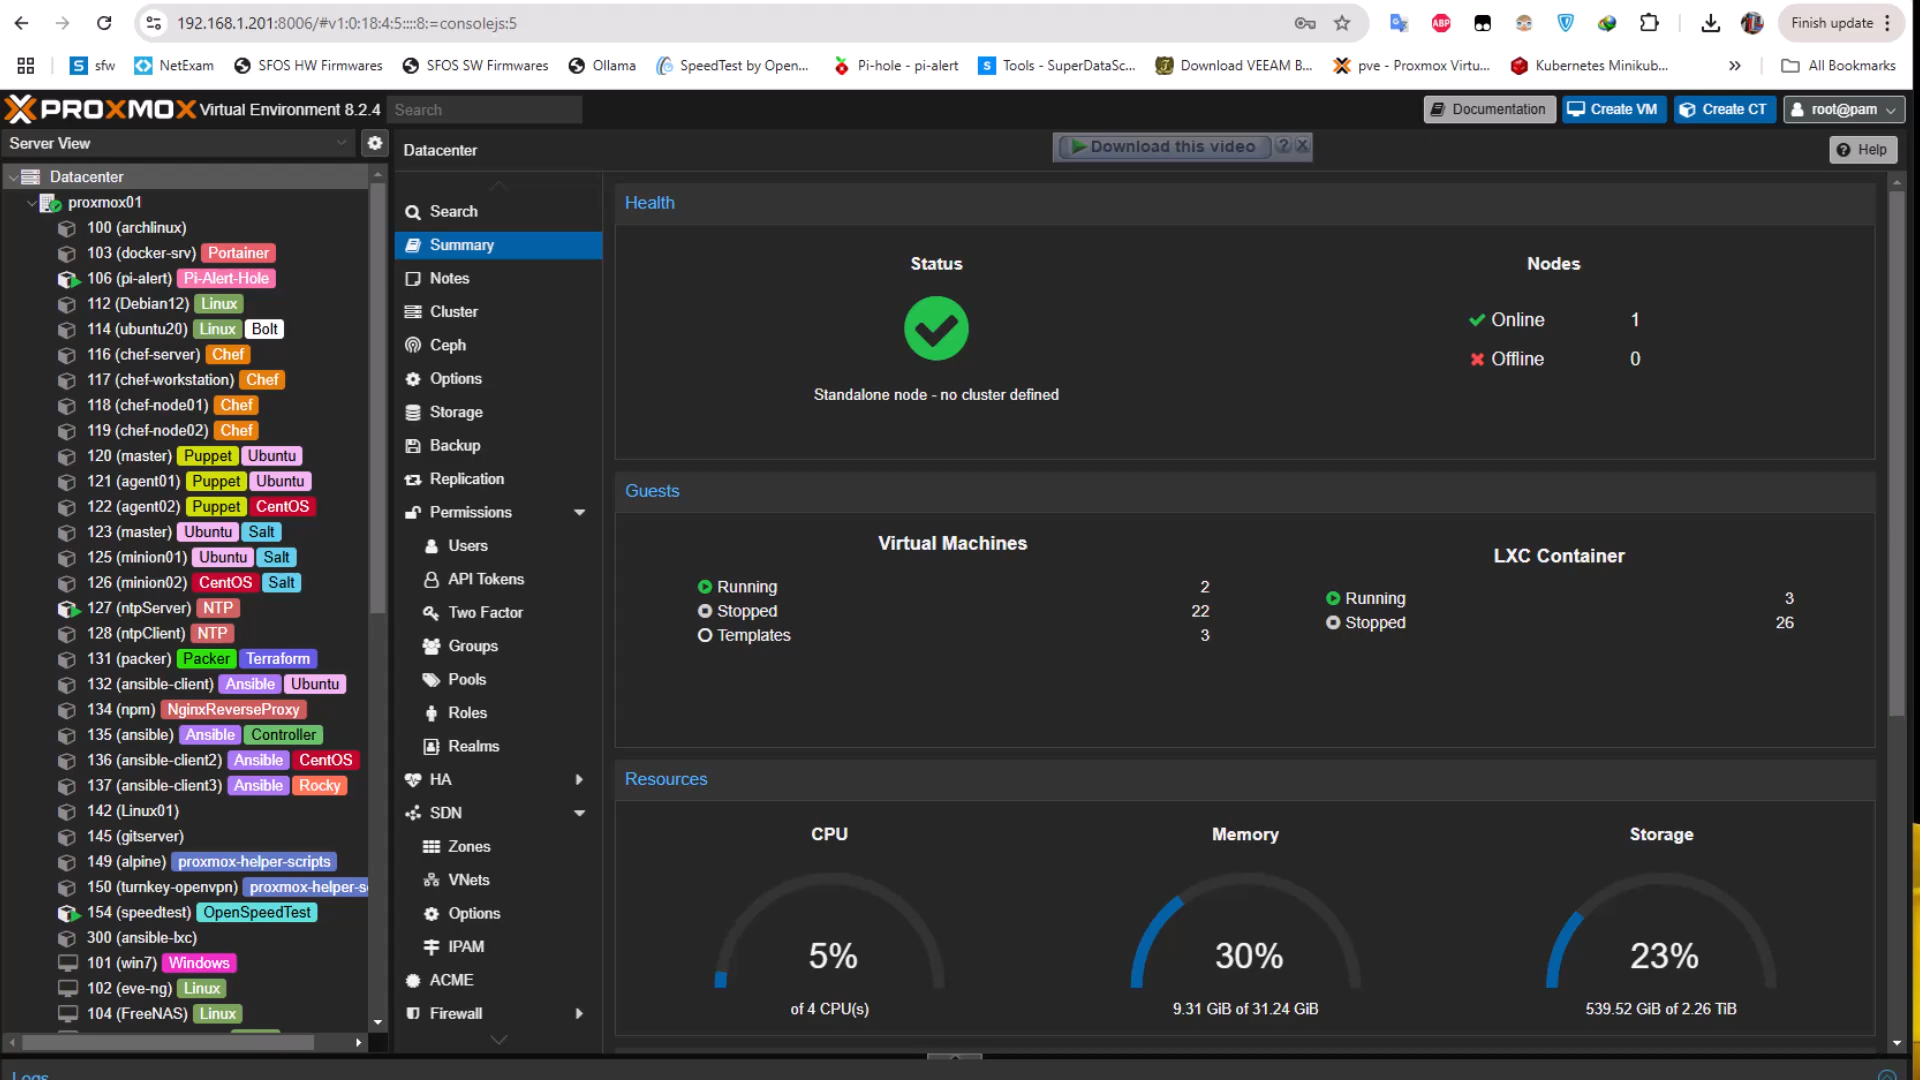 192.168.1.201:8006/#v1:0:18:4:5::::8:=consolejs:5
ABP
Finish update
sfw
NetExam
SFOS HW Firmwares
SFOS SW Firmwares
Ollama
SpeedTest by Open...
Pi-hole - pi-alert
Tools - SuperDataSc...
Download VEEAM B...
pve - Proxmox Virtu...
Kubernetes Minikub...
»
All Bookmarks
PROXMOX Virtual Environment 8.2.4
Search
Documentation
Create VM
Create CT
root@pam
Server View
Datacenter
Download this video
?
X
Help
Datacenter
proxmox01
100 (archlinux)
103 (docker-srv) Portainer
106 (pi-alert) Pi-Alert-Hole
112 (Debian12) Linux
114 (ubuntu20) Linux Bolt
116 (chef-server) Chef
117 (chef-workstation) Chef
118 (chef-node01) Chef
119 (chef-node02) Chef
120 (master) Puppet Ubuntu
121 (agent01) Puppet Ubuntu
122 (agent02) Puppet CentOS
123 (master) Ubuntu Salt
125 (minion01) Ubuntu Salt
126 (minion02) CentOS Salt
127 (ntpServer) NTP
128 (ntpClient) NTP
131 (packer) Packer Terraform
132 (ansible-client) Ansible Ubuntu
134 (npm) NginxReverseProxy
135 (ansible) Ansible Controller
136 (ansible-client2) Ansible CentOS
137 (ansible-client3) Ansible Rocky
142 (Linux01)
145 (gitserver)
149 (alpine) proxmox-helper-scripts
150 (turnkey-openvpn) proxmox-helper-s
154 (speedtest) OpenSpeedTest
300 (ansible-lxc)
101 (win7) Windows
102 (eve-ng) Linux
104 (FreeNAS) Linux
Search
Summary
Notes
Cluster
Ceph
Options
Storage
Backup
Replication
Permissions
Users
API Tokens
Two Factor
Groups
Pools
Roles
Realms
HA
SDN
Zones
VNets
Options
IPAM
ACME
Firewall
Health
Status
Standalone node - no cluster defined
Nodes
Online 1
Offline 0
Guests
Virtual Machines
Running 2
Stopped 22
Templates 3
LXC Container
Running 3
Stopped 26
Resources
CPU
5%
of 4 CPU(s)
Memory
30%
9.31 GiB of 31.24 GiB
Storage
23%
539.52 GiB of 2.26 TiB
Logs